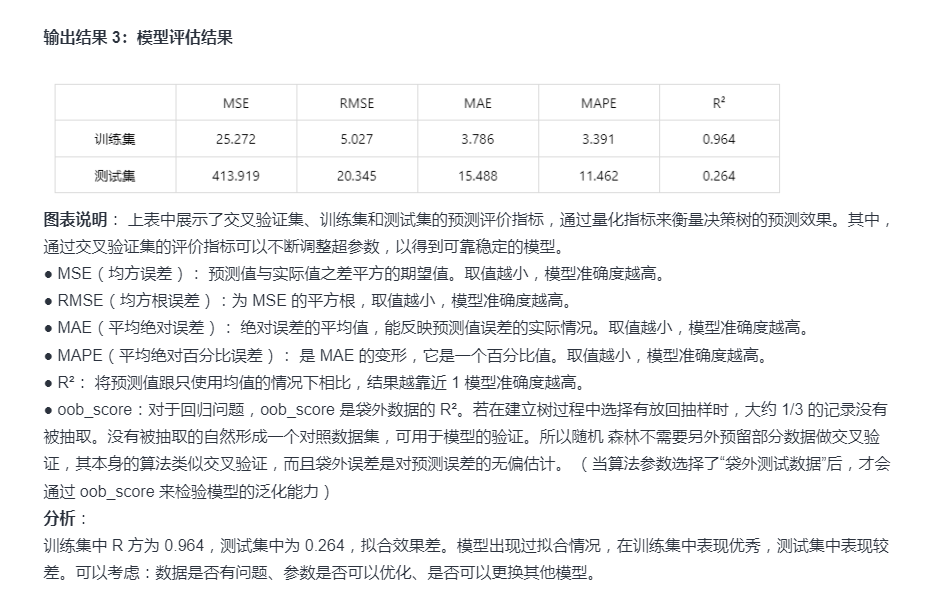 输出结果 3：模型评估结果
MSE RMSE MAE MAPE R²
训练集 25.272 5.027 3.786 3.391 0.964
测试集 413.919 20.345 15.488 11.462 0.264
图表说明： 上表中展示了交叉验证集、训练集和测试集的预测评价指标，通过量化指标来衡量决策树的预测效果。其中，
通过交叉验证集的评价指标可以不断调整超参数，以得到可靠稳定的模型。
● MSE（均方误差）： 预测值与实际值之差平方的期望值。取值越小，模型准确度越高。
● RMSE（均方根误差）：为 MSE 的平方根，取值越小，模型准确度越高。
● MAE（平均绝对误差）： 绝对误差的平均值，能反映预测值误差的实际情况。取值越小，模型准确度越高。
● MAPE（平均绝对百分比误差）： 是 MAE 的变形，它是一个百分比值。取值越小，模型准确度越高。
● R²： 将预测值跟只使用均值的情况下相比，结果越靠近 1 模型准确度越高。
● oob_score：对于回归问题，oob_score 是袋外数据的 R²。若在建立树过程中选择有放回抽样时，大约 1/3 的记录没有
被抽取。没有被抽取的自然形成一个对照数据集，可用于模型的验证。所以随机 森林不需要另外预留部分数据做交叉验
证，其本身的算法类似交叉验证，而且袋外误差是对预测误差的无偏估计。 （当算法参数选择了“袋外测试数据”后，才会
通过 oob_score 来检验模型的泛化能力）
分析：
训练集中 R 方为 0.964，测试集中为 0.264，拟合效果差。模型出现过拟合情况，在训练集中表现优秀，测试集中表现较
差。可以考虑：数据是否有问题、参数是否可以优化、是否可以更换其他模型。